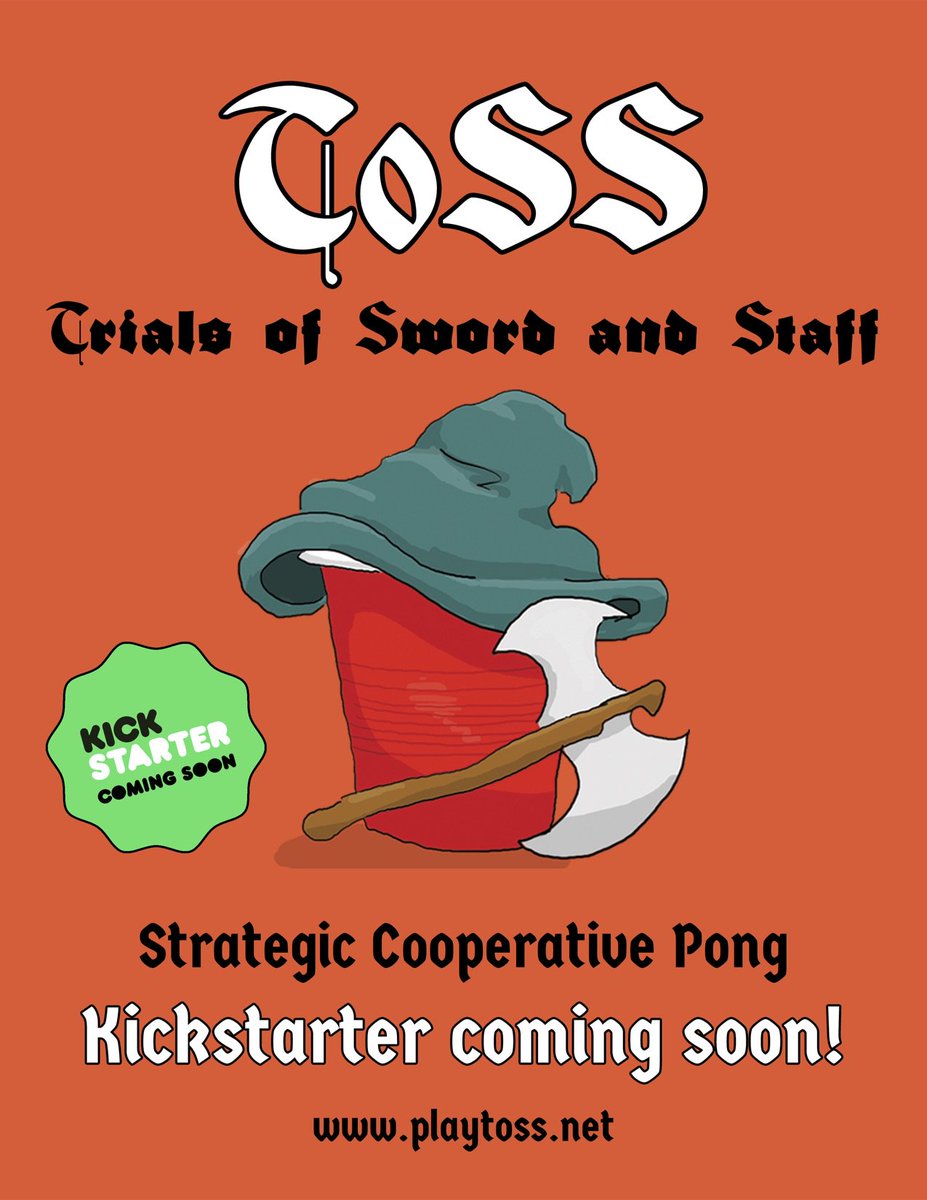 ToSS
Trials of Sword and Staff
KICK
STARTER
COMING SOON
Strategic Cooperative Pong
Kickstarter coming soon!
www.playtoss.net